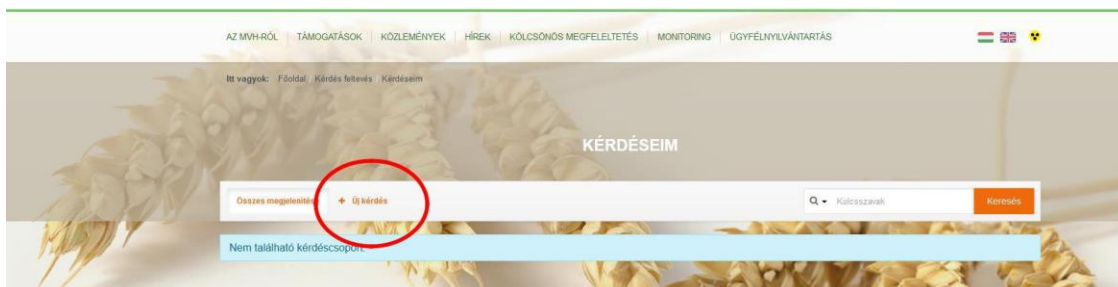 AZ MVH-RÓL TÁMOGATÁSOK KÖZLEMÉNYEK HÍREK KÖLCSÖNÖS MEGFELELTETÉS MONITORING ÜGYFÉLNYILVÁNTARTÁS
Itt vagyok: Főoldal Kérdés feltevés Kérdéseim
KÉRDÉSEIM
Összes megjelenítése + Új kérdés Kulcsszavak Keresés
Nem található kérdéscsoport.